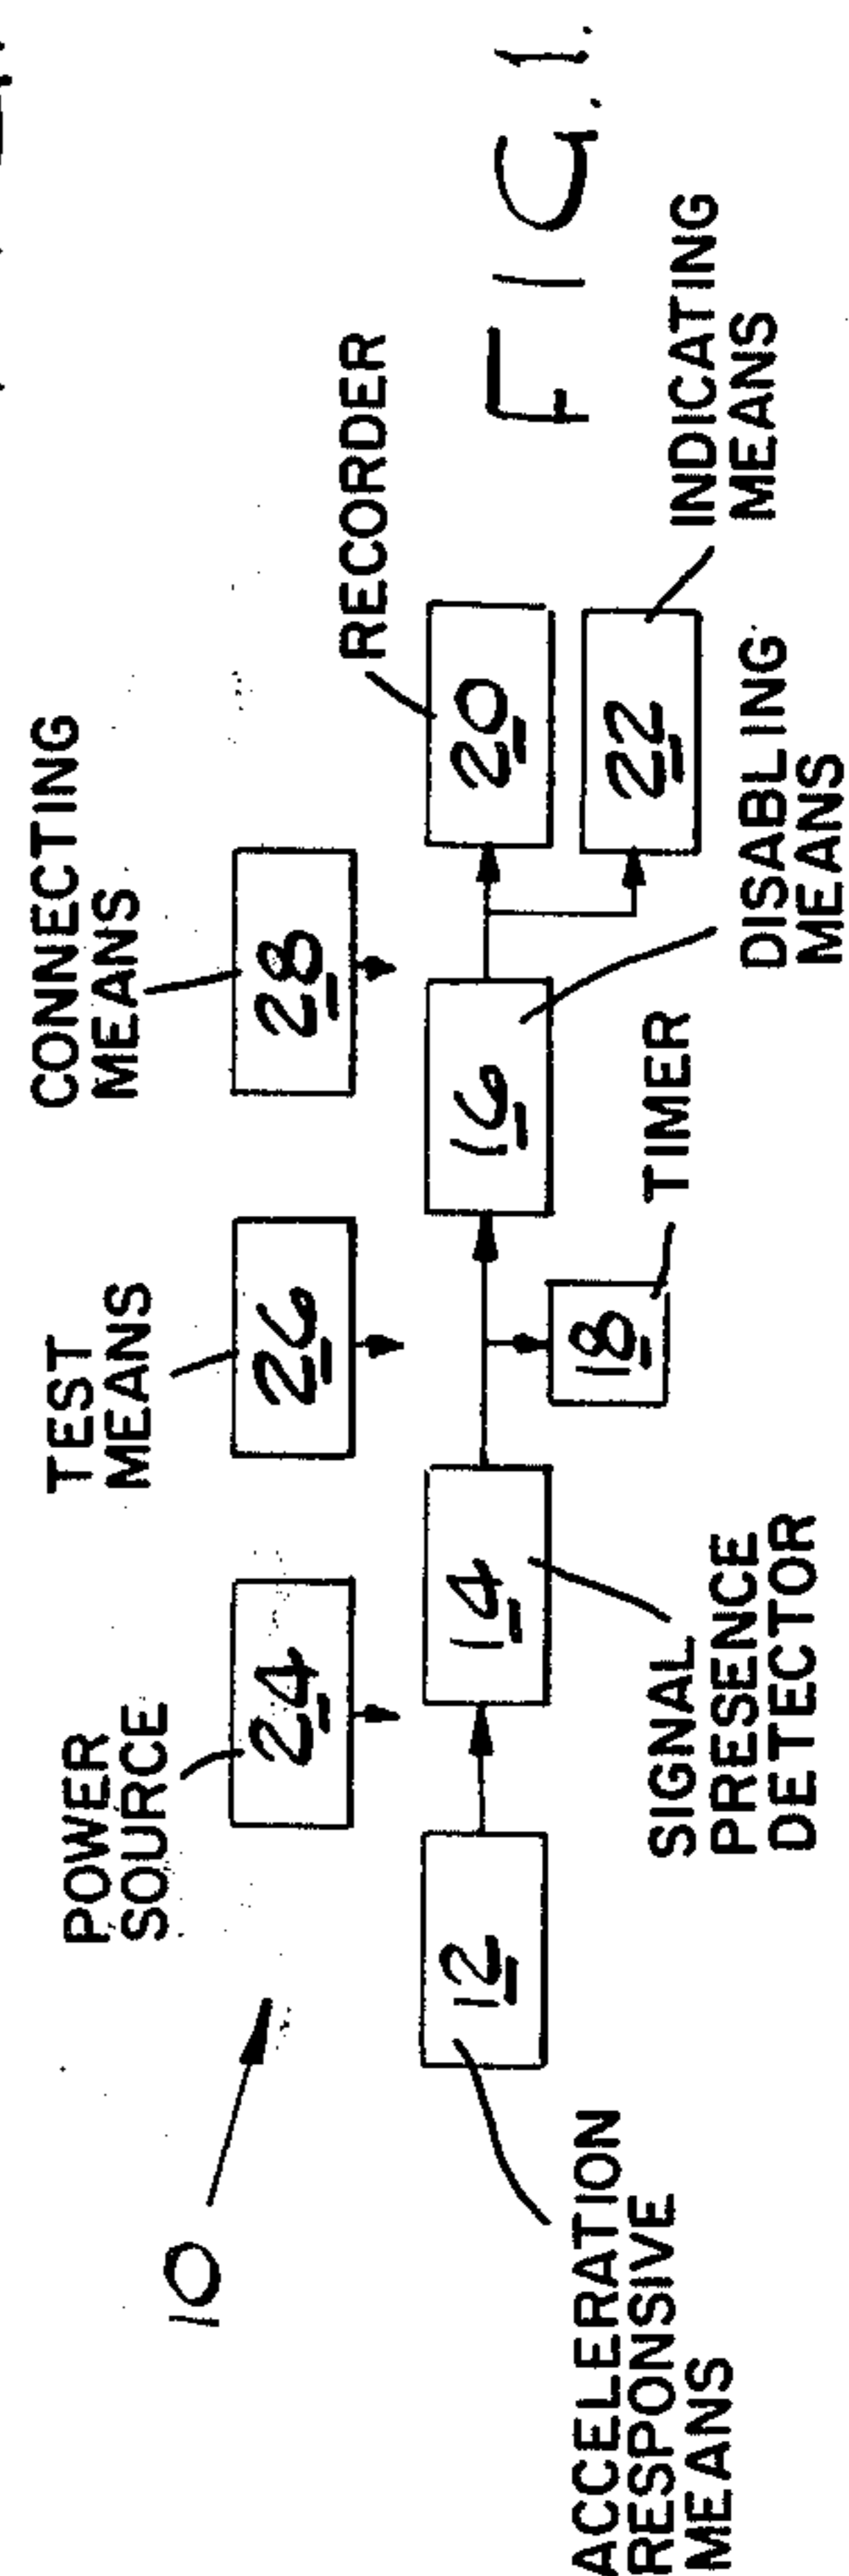 10
POWER
SOURCE
TEST
MEANS
CONNECTING
MEANS
24
26
28
RECORDER
12
14
16
20
18
22
ACCELERATION
RESPONSIVE
MEANS
SIGNAL
PRESENCE
DETECTOR
TIMER
DISABLING
MEANS
INDICATING
MEANS
FIG. 1.